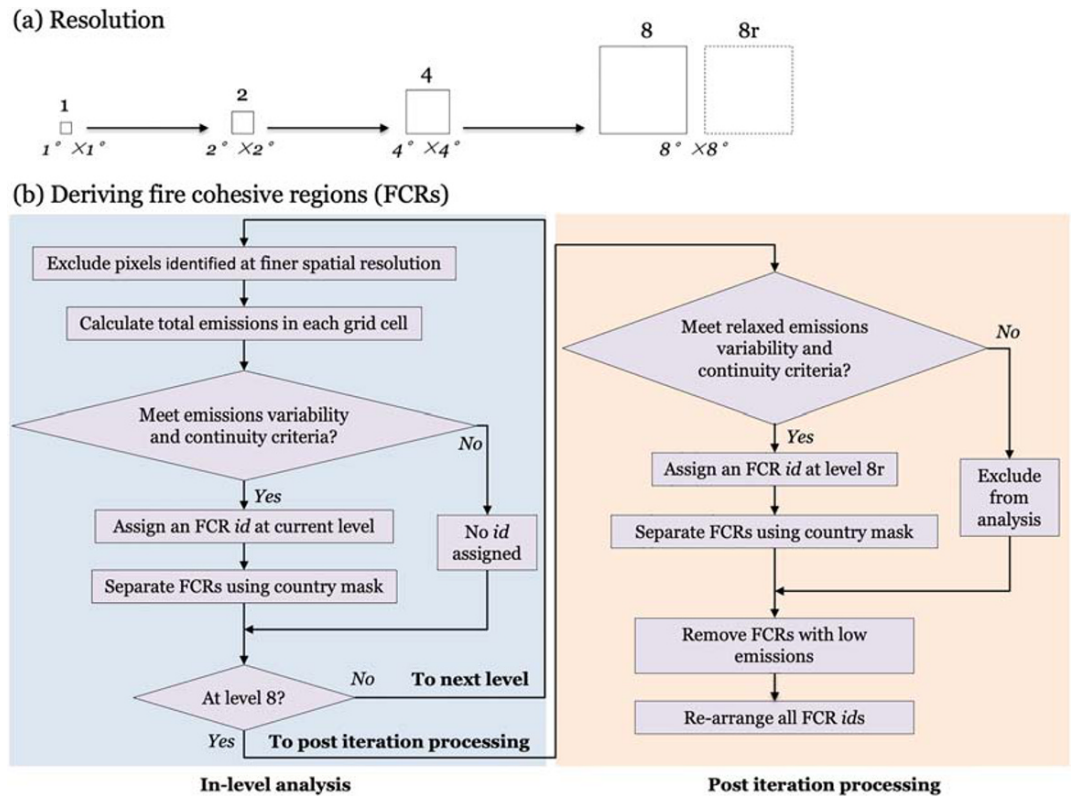 (a) Resolution
1
2
4
8
8r
1° ×1°
2° ×2°
4° ×4°
8° ×8°
(b) Deriving fire cohesive regions (FCRs)
Exclude pixels identified at finer spatial resolution
Calculate total emissions in each grid cell
Meet emissions variability
and continuity criteria?
No
Yes
Assign an FCR id at current level
No id
assigned
Separate FCRs using country mask
At level 8?
No
To next level
Yes
To post iteration processing
In-level analysis
Meet relaxed emissions
variability and
continuity criteria?
No
Yes
Assign an FCR id at level 8r
Exclude
from
analysis
Separate FCRs using country mask
Remove FCRs with low
emissions
Re-arrange all FCR ids
Post iteration processing